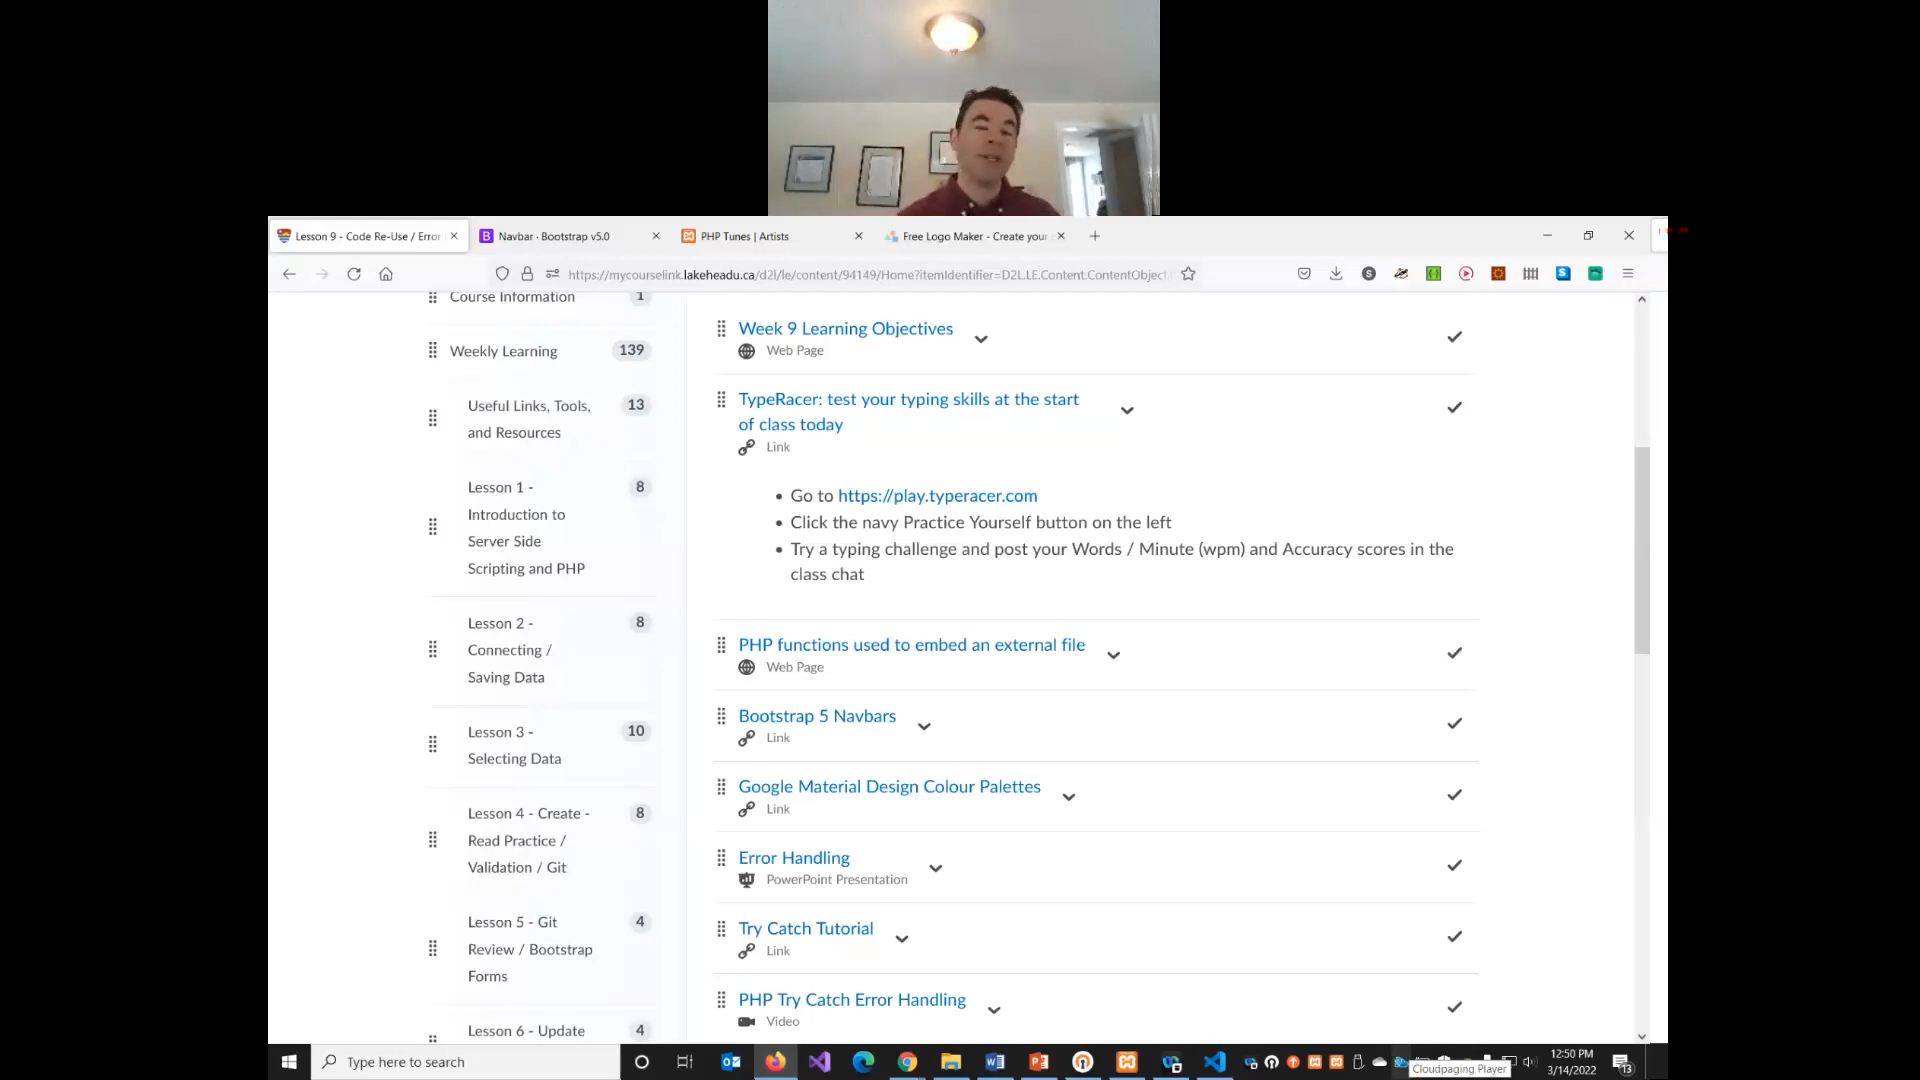 Lesson 9 - Code Re-Use / Error
Navbar · Bootstrap v5.0
PHP Tunes | Artists
Free Logo Maker - Create your
https://mycourselink.lakeheadu.ca/d2l/le/content/94149/Home?itemIdentifier=D2L.LE.Content.ContentObject
Course Information 1
Weekly Learning 139
Useful Links, Tools, 13
and Resources
Lesson 1 - 8
Introduction to
Server Side
Scripting and PHP
Lesson 2 - 8
Connecting /
Saving Data
Lesson 3 - 10
Selecting Data
Lesson 4 - Create - 8
Read Practice /
Validation / Git
Lesson 5 - Git 4
Review / Bootstrap
Forms
Lesson 6 - Update 4
Week 9 Learning Objectives
Web Page
TypeRacer: test your typing skills at the start
of class today
Link
• Go to https://play.typeracer.com
• Click the navy Practice Yourself button on the left
• Try a typing challenge and post your Words / Minute (wpm) and Accuracy scores in the
class chat
PHP functions used to embed an external file
Web Page
Bootstrap 5 Navbars
Link
Google Material Design Colour Palettes
Link
Error Handling
PowerPoint Presentation
Try Catch Tutorial
Link
PHP Try Catch Error Handling
Video
Type here to search
12:50 PM
3/14/2022
13
Cloudpaging Player